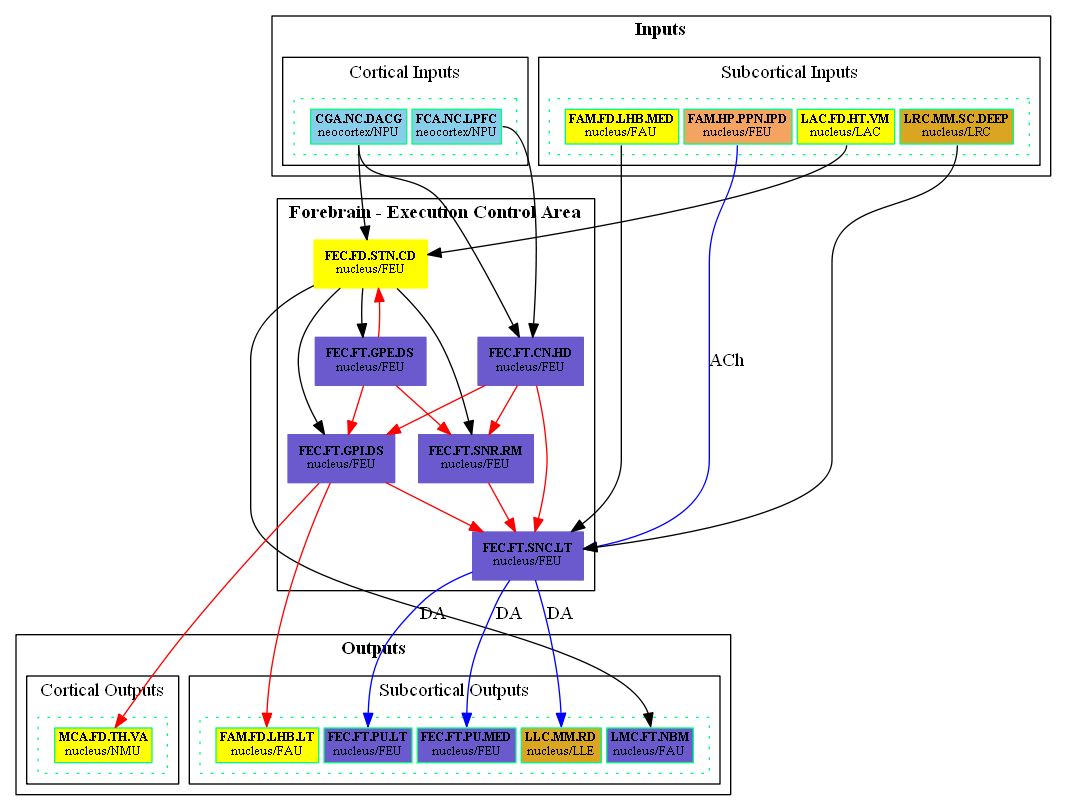 Inputs
Cortical Inputs
Subcortical Inputs
CGA.NC.DACG
neocortex/NPU
FCA.NC.LPFC
neocortex/NPU
FAM.FD.LHB.MED
nucleus/FAU
FAM.HP.PPN.IPD
nucleus/FEU
LAC.FD.HT.VM
nucleus/LAC
LRC.MM.SC.DEEP
nucleus/LRC
Forebrain - Execution Control Area
FEC.FD.STN.CD
nucleus/FEU
FEC.FT.GPE.DS
nucleus/FEU
FEC.FT.CN.HD
nucleus/FEU
ACh
FEC.FT.GPI.DS
nucleus/FEU
FEC.FT.SNR.RM
nucleus/FEU
FEC.FT.SNC.LT
nucleus/FEU
DA
DA
DA
Outputs
Cortical Outputs
Subcortical Outputs
MCA.FD.TH.VA
nucleus/NMU
FAM.FD.LHB.LT
nucleus/FAU
FEC.FT.PU.LT
nucleus/FEU
FEC.FT.PU.MED
nucleus/FEU
LLC.MM.RD
nucleus/LLE
LMC.FT.NBM
nucleus/FAU